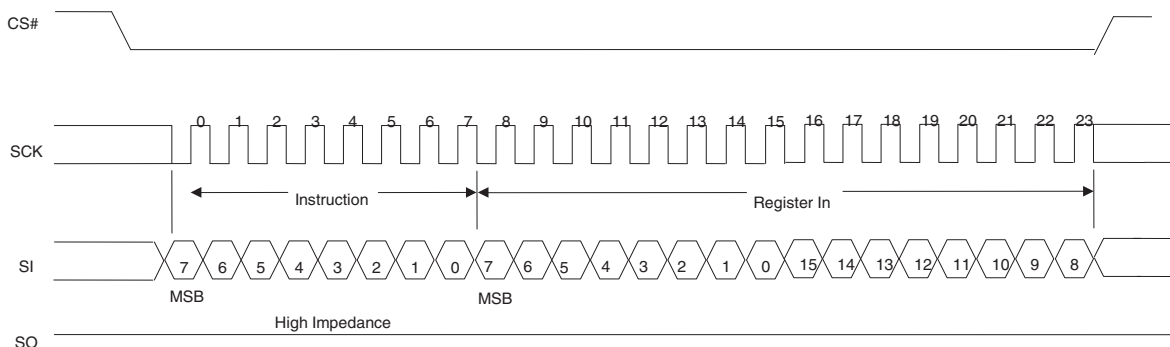 CS#
0 1 2 3 4 5 6 7 8 9 10 11 12 13 14 15 16 17 18 19 20 21 22 23
SCK
Instruction Register In
SI 7 6 5 4 3 2 1 0 7 6 5 4 3 2 1 0 15 14 13 12 11 10 9 8
MSB MSB
High Impedance
SO